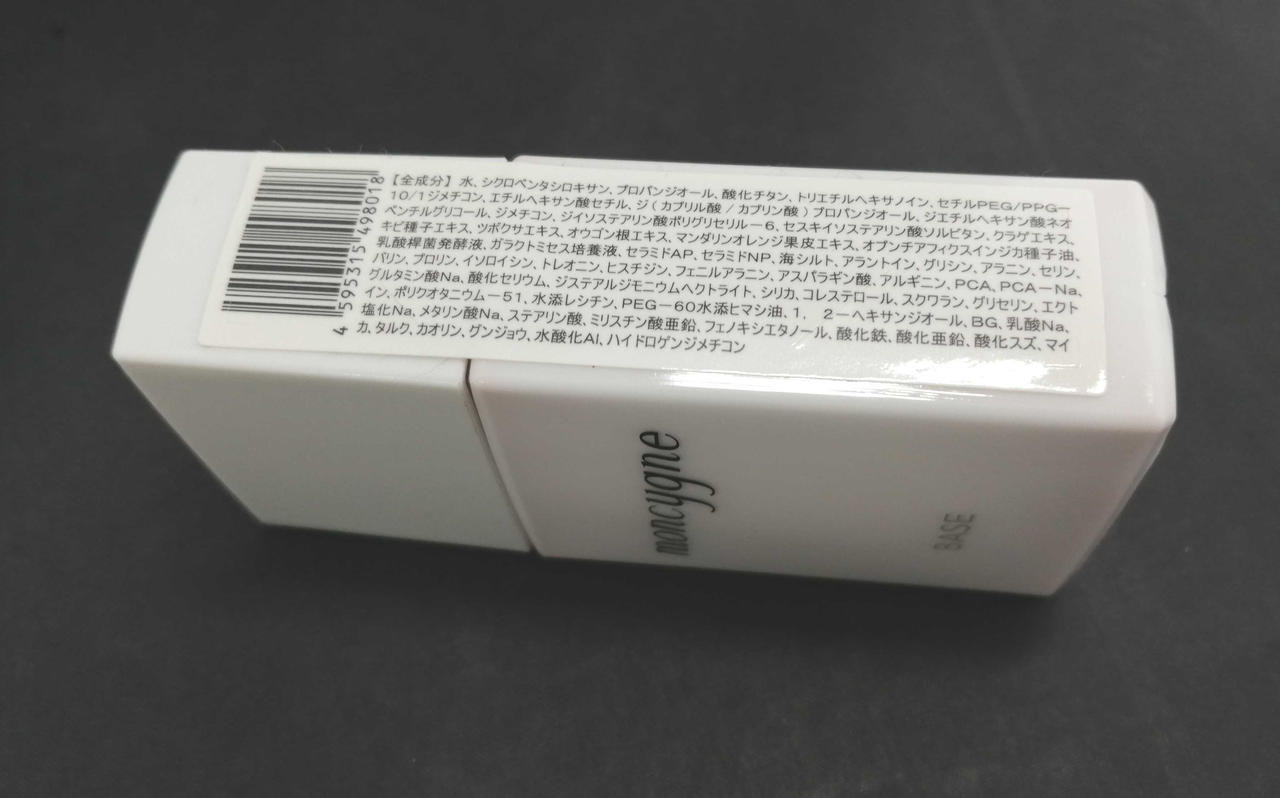 【全成分】水、シクロペンタシロキサン、プロパンジオール、酸化チタン、トリエチルヘキサノイン、セチルPEG/PPG-
10/1ジメチコン、エチルヘキサン酸セチル、ジ(カプリル酸/カプリン酸)プロパンジオール、ジエチルヘキサン酸ネオ
ペンチルグリコール、ジメチコン、ジイソステアリン酸ポリグリセリル-6、セスキイソステアリン酸ソルビタン、クラゲエキス、
キビ種子エキス、ツボクサエキス、オウゴン根エキス、マンダリンオレンジ果皮エキス、オプンチアフィクスインジカ種子油、
乳酸桿菌発酵液、ガラクトミセス培養液、セラミドAP、セラミドNP、海シルト、アラントイン、グリシン、アラニン、セリン、
バリン、プロリン、イソロイシン、トレオニン、ヒスチジン、フェニルアラニン、アスパラギン酸、アルギニン、PCA、PCA-Na、
グルタミン酸Na、酸化セリウム、ジステアルジモニウムヘクトライト、シリカ、コレステロール、スクワラン、グリセリン、エクト
イン、ポリクオタニウム-51、水添レシチン、PEG-60水添ヒマシ油、1, 2-ヘキサンジオール、BG、乳酸Na、
塩化Na、メタリン酸Na、ステアリン酸、ミリスチン酸亜鉛、フェノキシエタノール、酸化鉄、酸化亜鉛、酸化スズ、マイ
カ、タルク、カオリン、グンジョウ、水酸化Al、ハイドロゲンジメチコン
4 595315 498018
moncygne
BASE